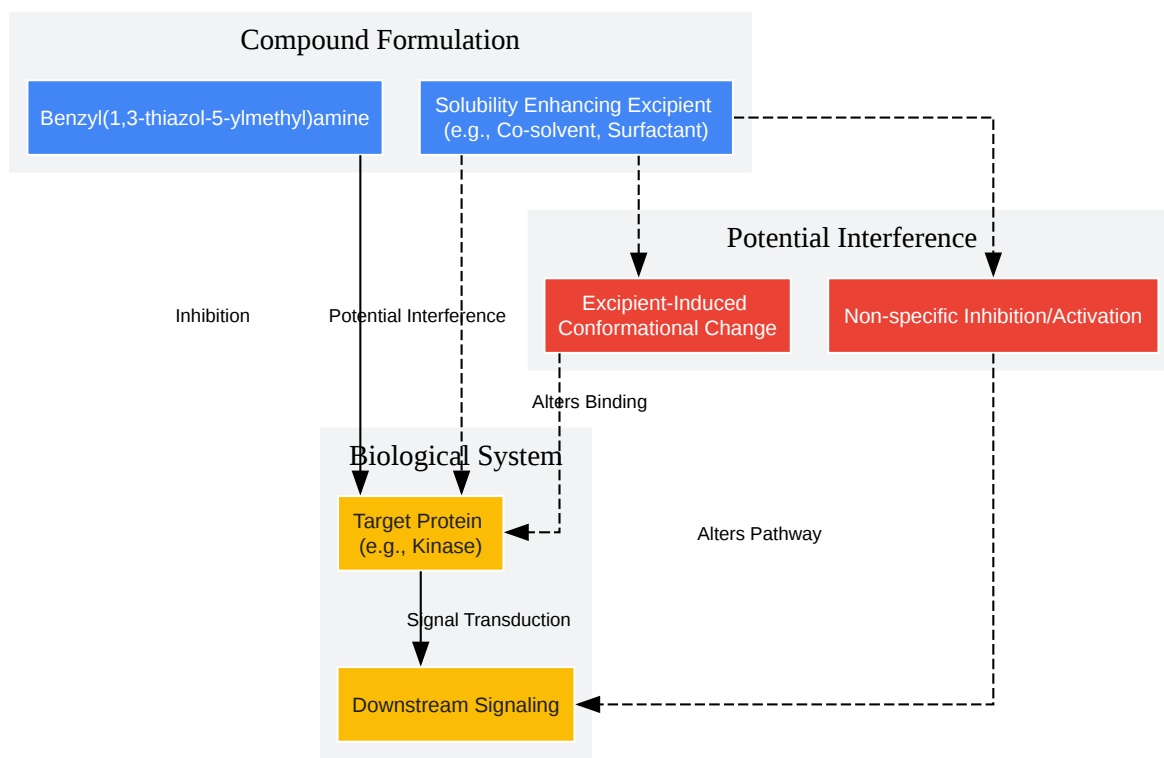 Compound Formulation
Benzyl(1,3-thiazol-5-ylmethyl)amine
Solubility Enhancing Excipient
(e.g., Co-solvent, Surfactant)
Potential Interference
Excipient-Induced
Conformational Change
Non-specific Inhibition/Activation
Inhibition
Potential Interference
Alters Binding
Biological System
Target Protein
(e.g., Kinase)
Alters Pathway
Signal Transduction
Downstream Signaling